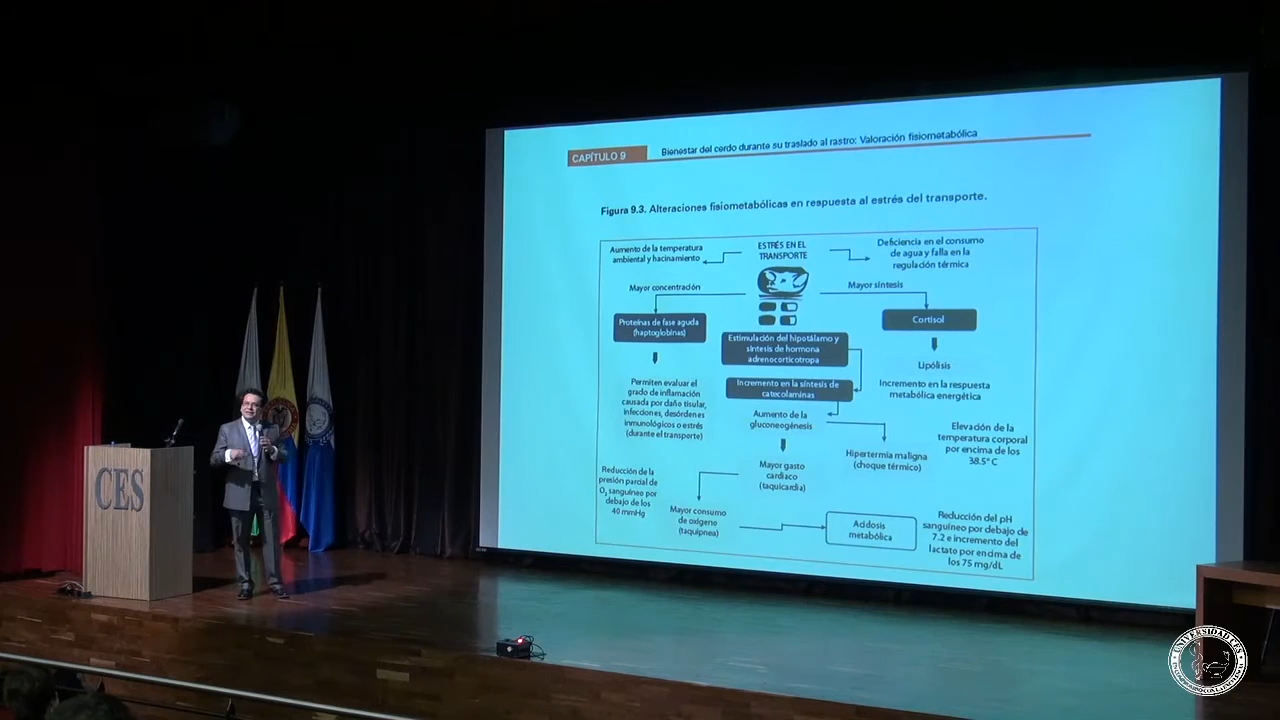 CAPÍTULO 9
Bienestar del cerdo durante su traslado al rastro: Valoración fisiometabólica
Figura 9.3. Alteraciones fisiometabólicas en respuesta al estrés del transporte.
Aumento de la temperatura
ambiental y hacinamiento
ESTRÉS EN EL
TRANSPORTE
Deficiencia en el consumo
de agua y falla en la
regulación térmica
Mayor concentración
Mayor síntesis
Proteínas de fase aguda
(haptoglobinas)
Cortisol
Estimulación del hipotálamo y
síntesis de hormona
adrenocorticotropa
Lipólisis
Incremento en la respuesta
metabólica energética
Permiten evaluar el
grado de inflamación
causada por daño tisular,
infecciones, desórdenes
inmunológicos o estrés
(durante el transporte)
Incremento en la síntesis de
catecolaminas
Aumento de la
gluconeogénesis
Elevación de la
temperatura corporal
por encima de los
38.5° C
Hipertermia maligna
(choque térmico)
Mayor gasto
cardíaco
(taquicardia)
Reducción de la
presión parcial de
O₂ sanguíneo por
debajo de los
40 mmHg
Mayor consumo
de oxígeno
(taquipnea)
Acidosis
metabólica
Reducción del pH
sanguíneo por debajo de
7.2 e incremento del
lactato por encima de
los 75 mg/dL
CES
UNIVERSIDAD CES